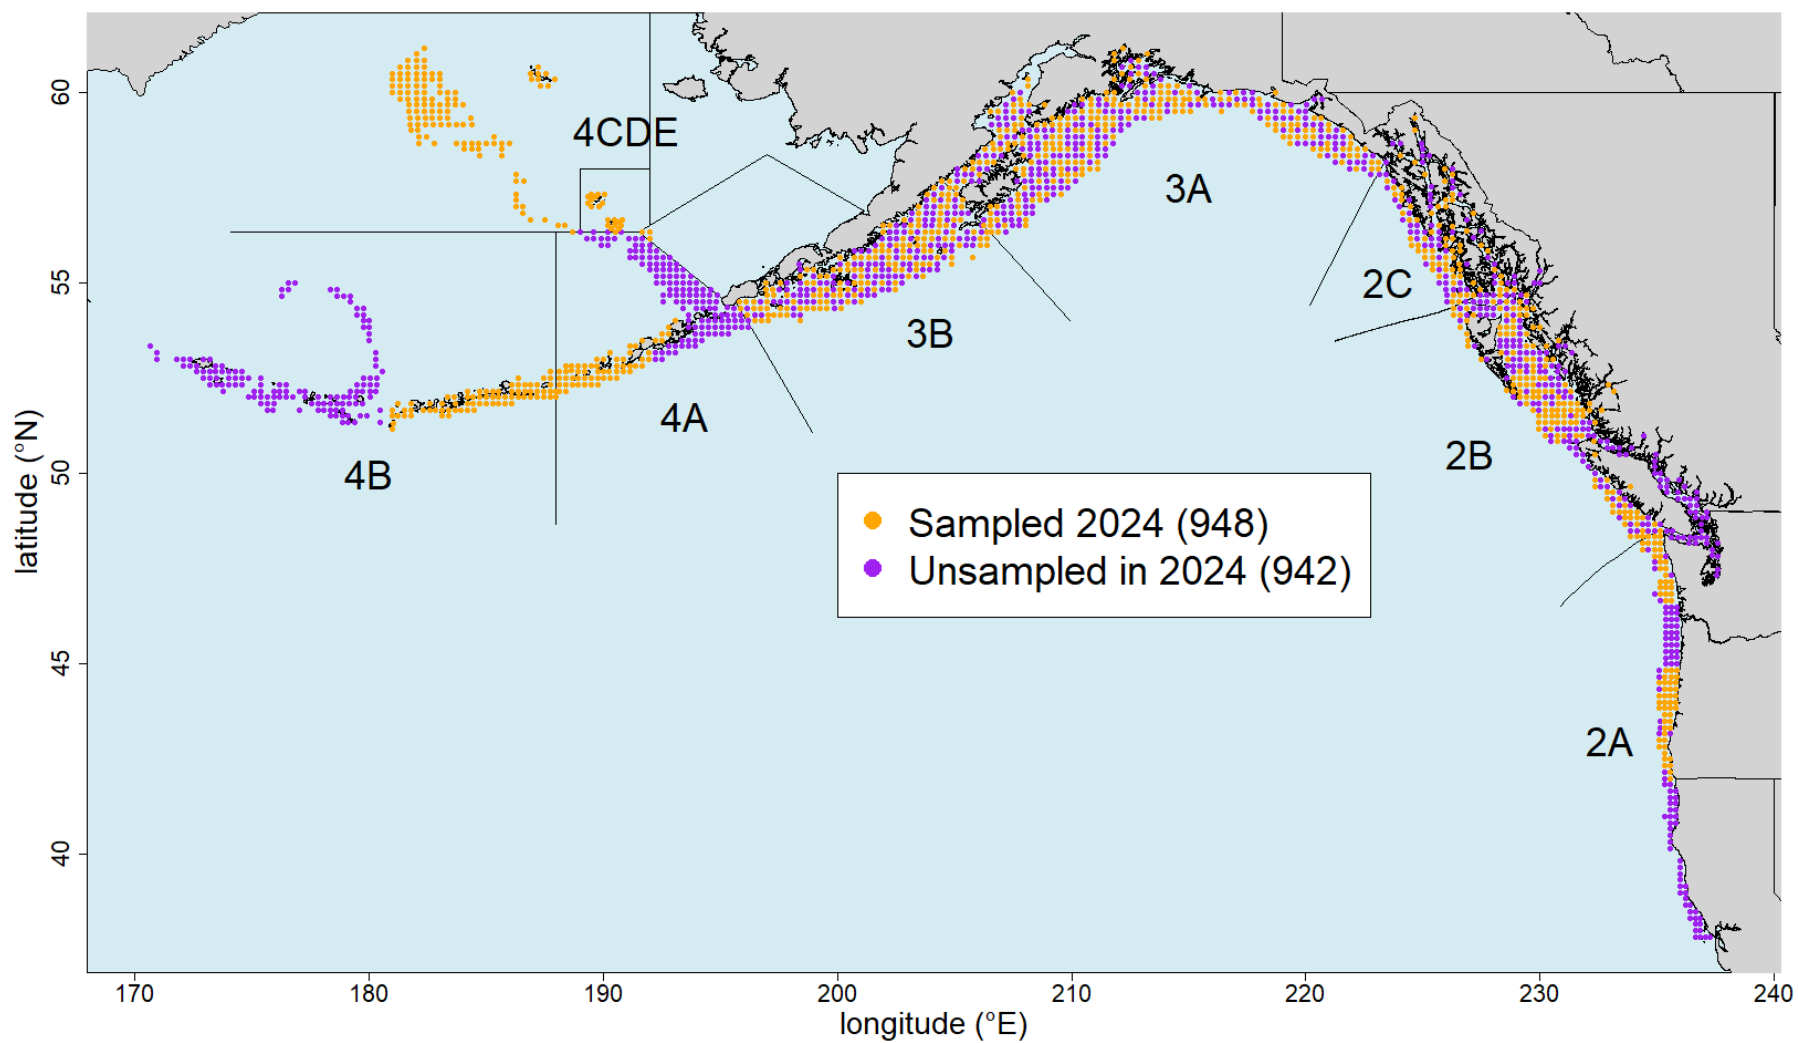 60
55
50
45
40
latitude (°N)
4CDE
3A
2C
3B
4A
2B
4B
Sampled 2024 (948)
Unsampled in 2024 (942)
2A
170
180
190
200
210
220
230
240
longitude (°E)